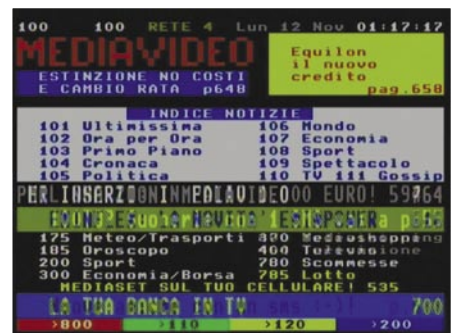 100 100 RETE 4 Lun 12 Nov 01:17:17
MEDIAVIDEO
Equilon
il nuovo
credito
pag.658
ESTINZIONE NO COSTI
E CAMBIO RATA p648
INDICE NOTIZIE
101 Ultimissima 106 Mondo
102 Ora per Ora 107 Economia
103 Primo Piano 108 Sport
104 Cronaca 109 Spettacolo
105 Politica 110 TV 111 Gossip
EURO!
175 Meteo/Trasporti
185 Oroscopo 400
200 Sport 780 Scommesse
300 Economia/Borsa 785 Lotto
MEDIASET SUL TUO CELLULARE! 535
LA TUA BANCA IN TV 700
>800 >110 >120 >200